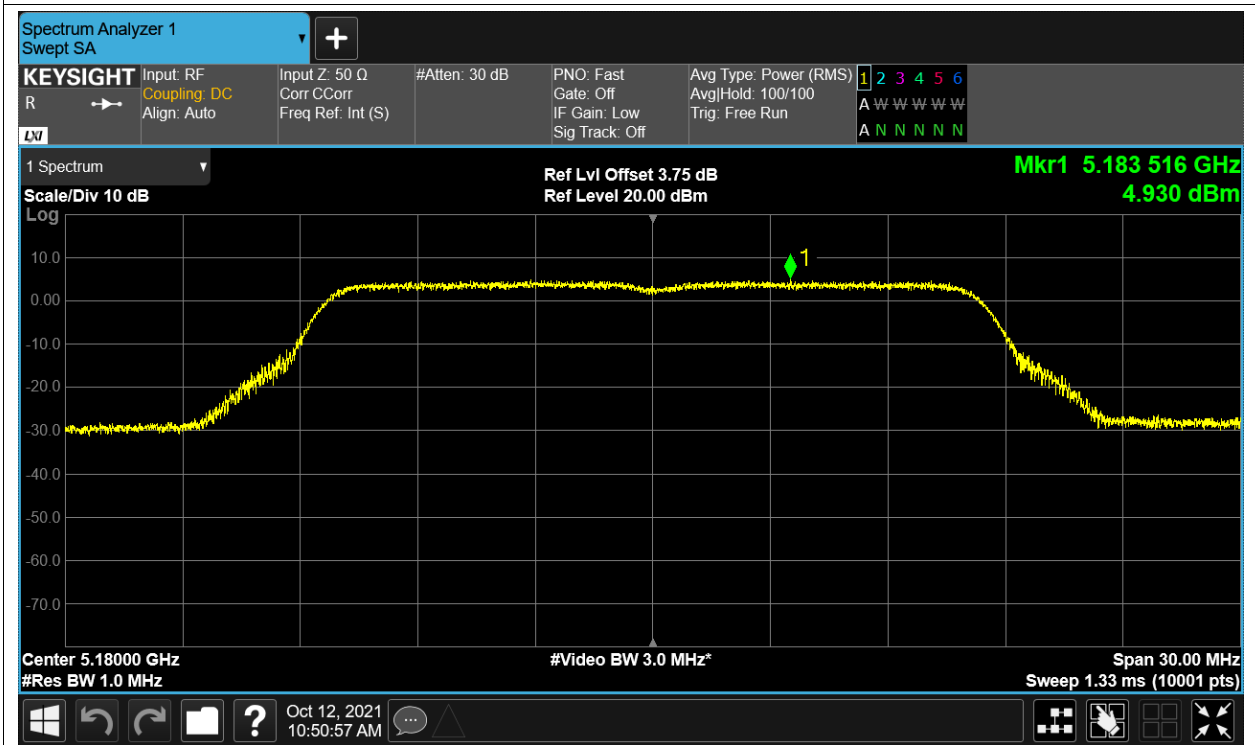 Spectrum Analyzer 1
Swept SA
KEYSIGHT
R
LXI
Input: RF
Coupling: DC
Align: Auto
Input Z: 50 Ω
Corr CCorr
Freq Ref: Int (S)
#Atten: 30 dB
PNO: Fast
Gate: Off
IF Gain: Low
Sig Track: Off
Avg Type: Power (RMS)
Avg|Hold: 100/100
Trig: Free Run
1 2 3 4 5 6
A W W W W W
A N N N N N
1 Spectrum
Scale/Div 10 dB
Log
Ref Lvl Offset 3.75 dB
Ref Level 20.00 dBm
Mkr1 5.183 516 GHz
4.930 dBm
1
10.0
0.00
-10.0
-20.0
-30.0
-40.0
-50.0
-60.0
-70.0
Center 5.18000 GHz
#Res BW 1.0 MHz
#Video BW 3.0 MHz*
Span 30.00 MHz
Sweep 1.33 ms (10001 pts)
?
Oct 12, 2021
10:50:57 AM